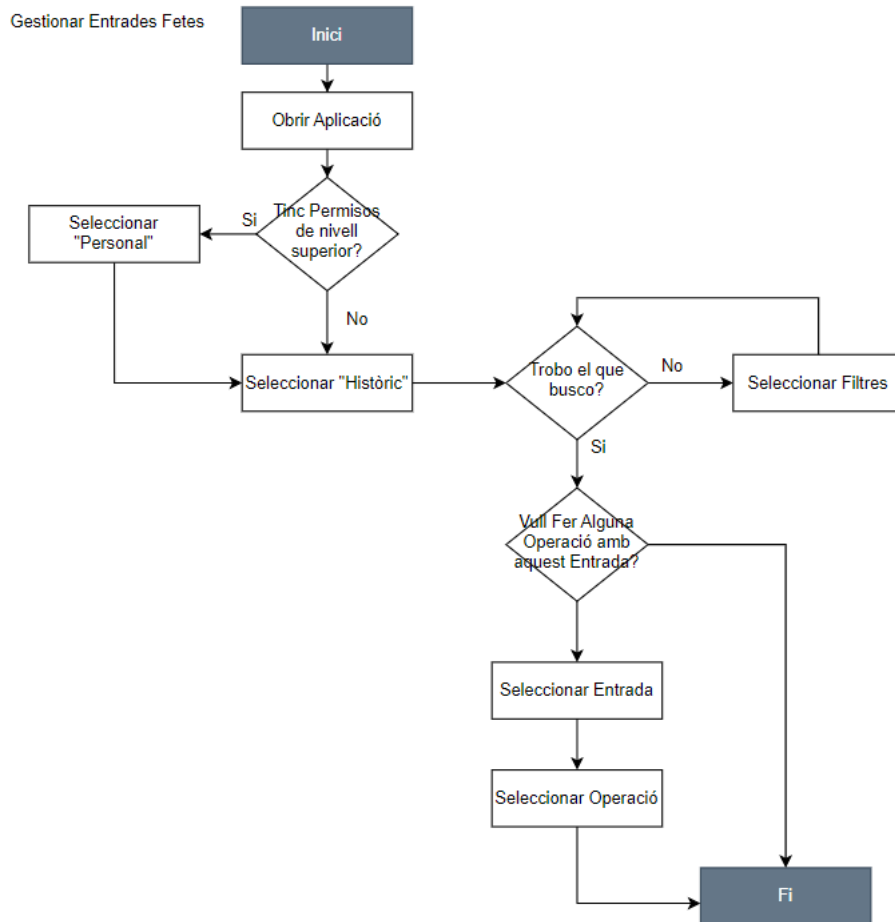 Gestionar Entrades Fetes
Inici
Obrir Aplicació
Tinc Permisos
de nivell
superior?
Si
Seleccionar
"Personal"
No
Seleccionar "Històric"
Trobo el que
busco?
No
Seleccionar Filtres
Si
Vull Fer Alguna
Operació amb
aquest Entrada?
Seleccionar Entrada
Seleccionar Operació
Fi